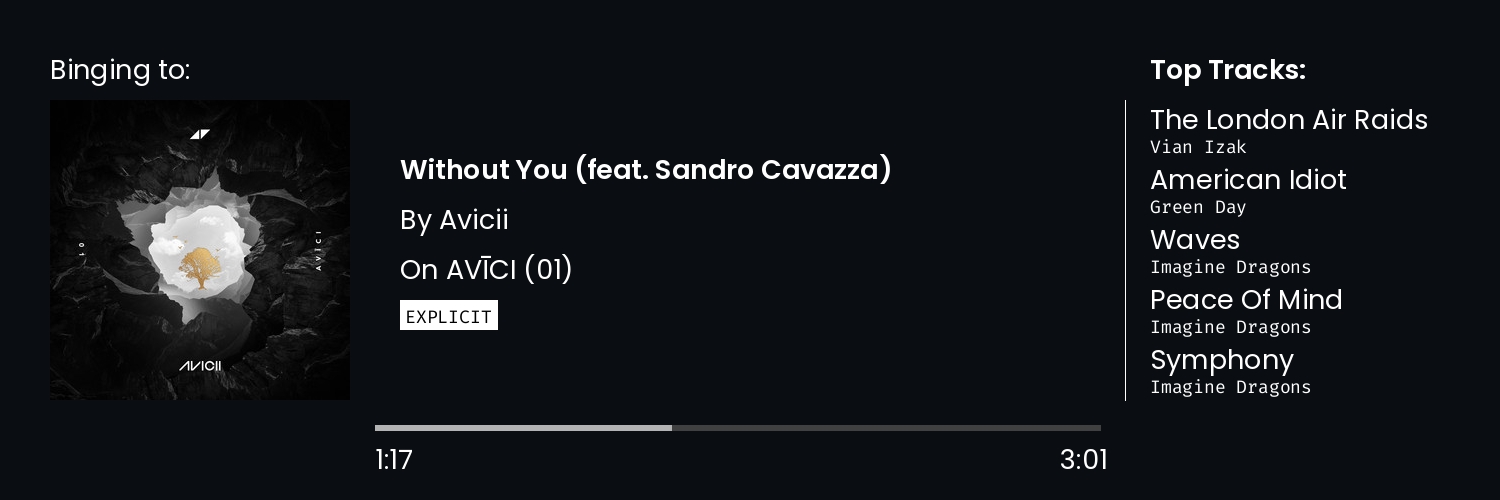 Binging to:
01
AVĪCI
AVICII
Without You (feat. Sandro Cavazza)
By Avicii
On AVĪCI (01)
EXPLICIT
1:17
3:01
Top Tracks:
The London Air Raids
Vian Izak
American Idiot
Green Day
Waves
Imagine Dragons
Peace Of Mind
Imagine Dragons
Symphony
Imagine Dragons